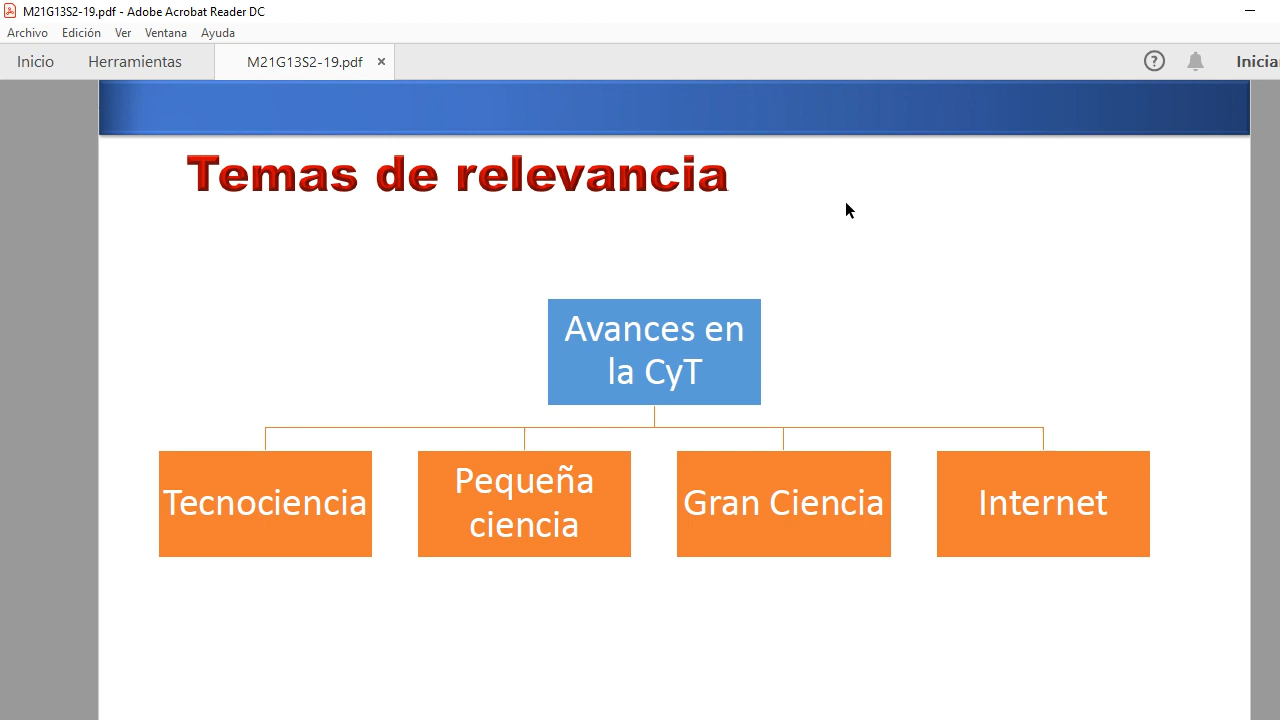 M21G13S2-19.pdf - Adobe Acrobat Reader DC
Archivo Edición Ver Ventana Ayuda
Inicio Herramientas M21G13S2-19.pdf × ? Inicia
Temas de relevancia
Avances en
la CyT
Tecnociencia
Pequeña
ciencia
Gran Ciencia
Internet